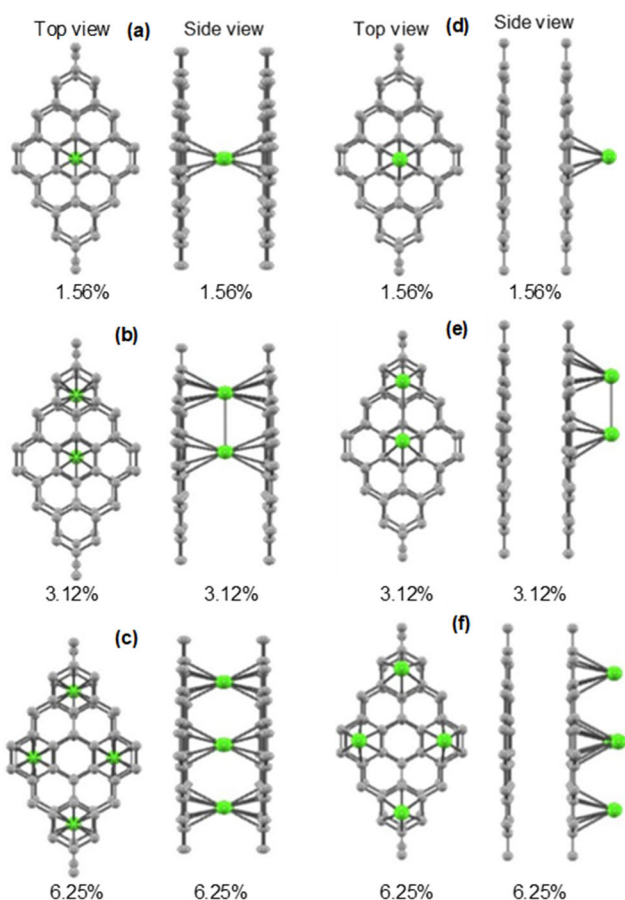 Top view (a) Side view
Top view (d) Side view
1.56% 1.56%
1.56% 1.56%
(b)
(e)
3.12% 3.12%
3.12% 3.12%
(c)
(f)
6.25% 6.25%
6.25% 6.25%